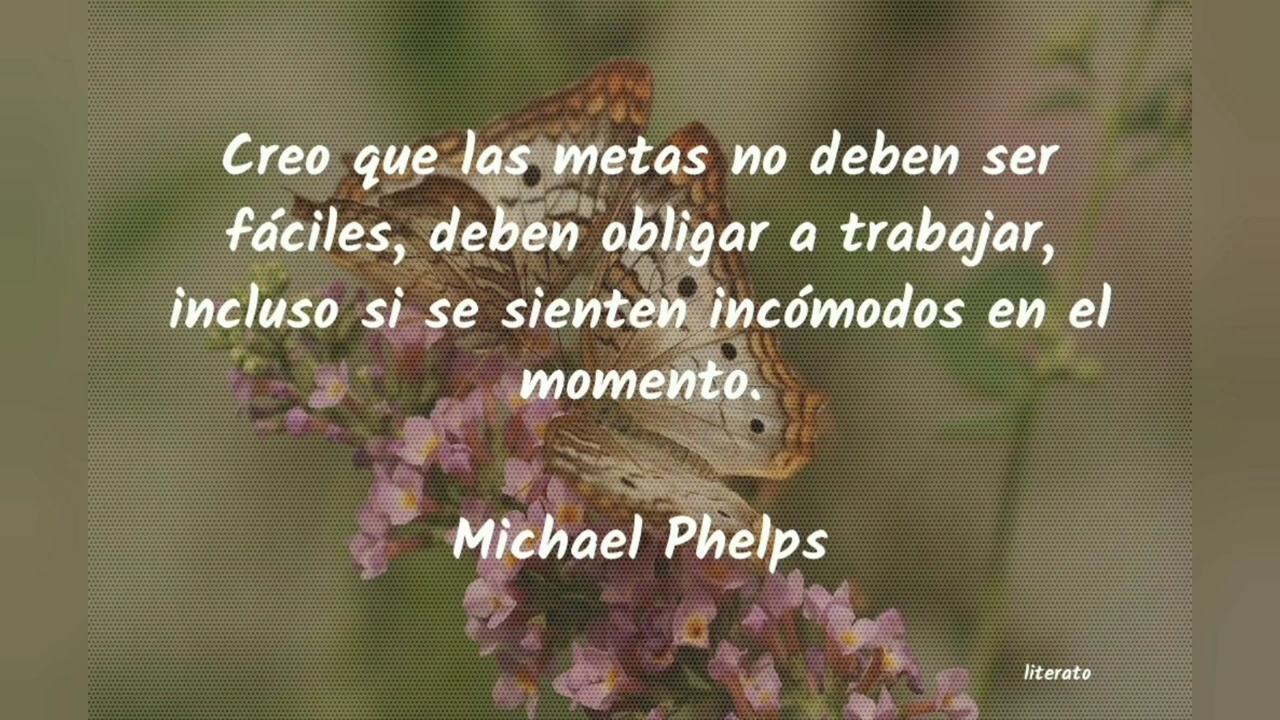 Creo que las metas no deben ser
fáciles, deben obligar a trabajar,
incluso si se sienten incómodos en el
momento.
Michael Phelps
literato